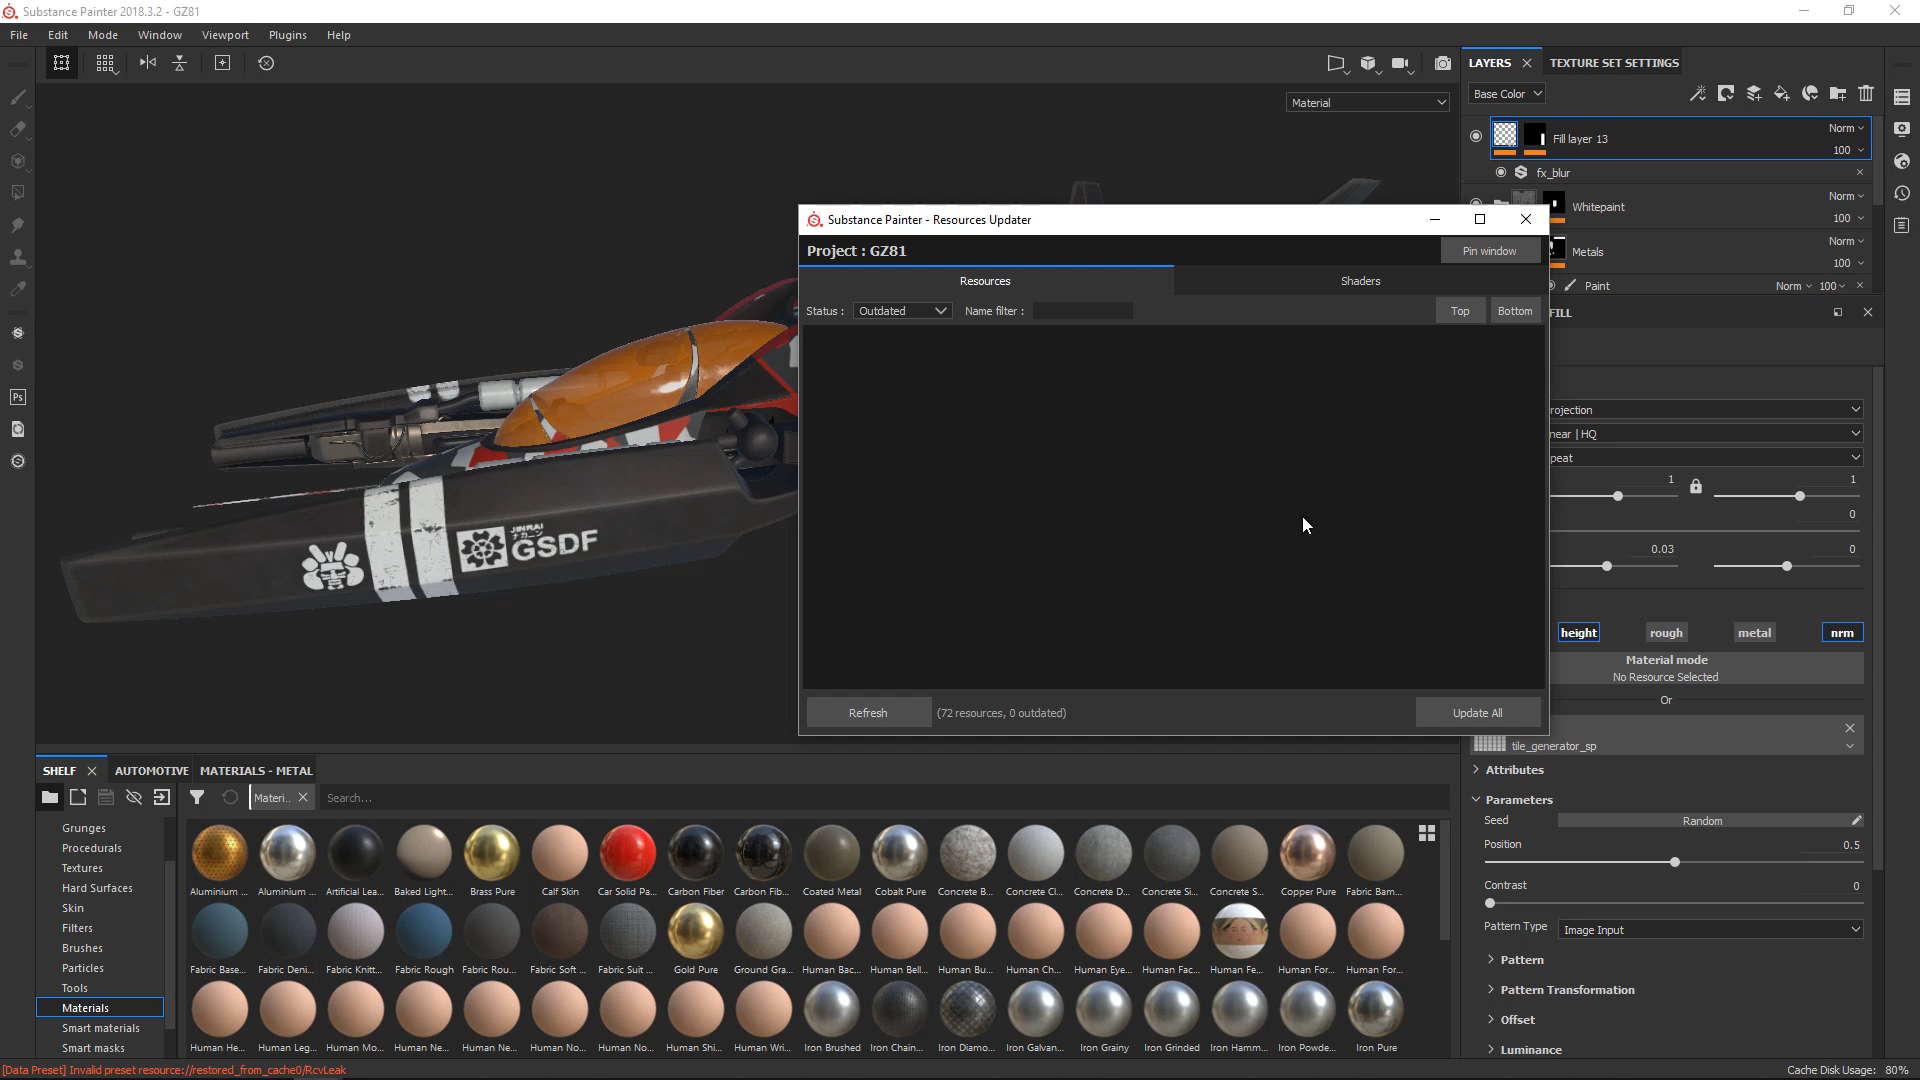 Substance Painter 2018.3.2 - GZ81
File Edit Mode Window Viewport Plugins Help
Material
LAYERS TEXTURE SET SETTINGS
Base Color
Norm
Fill layer 13
100
fx_blur
Norm
Whitepaint
100
Norm
Metals
100
Paint Norm 100
Substance Painter - Resources Updater
Project : GZ81
Pin window
Resources Shaders
Status : Outdated Name filter : Top Bottom
Refresh (72 resources, 0 outdated) Update All
FILL
rojection
near | HQ
peat
1 1
0
0.03 0
height rough metal nrm
Material mode
No Resource Selected
Or
tile_generator_sp
Attributes
Parameters
Seed Random
Position 0.5
Contrast 0
Pattern Type Image Input
Pattern
Pattern Transformation
Offset
Luminance
JINRAI
ナカーン
GSDF
Ps
SHELF AUTOMOTIVE MATERIALS - METAL
Materi.. Search...
Grunges
Procedurals
Textures
Hard Surfaces
Skin
Filters
Brushes
Particles
Tools
Materials
Smart materials
Smart masks
Aluminium ... Aluminium ... Artificial Lea... Baked Light... Brass Pure Calf Skin Car Solid Pa... Carbon Fiber Carbon Fib... Coated Metal Cobalt Pure Concrete B... Concrete Cl... Concrete D... Concrete Si... Concrete S... Copper Pure Fabric Bam...
Fabric Base... Fabric Deni... Fabric Knitt... Fabric Rough Fabric Rou... Fabric Soft ... Fabric Suit ... Gold Pure Ground Gra... Human Bac... Human Bell... Human Bu... Human Ch... Human Eye... Human Fac... Human Fe... Human For... Human For...
Human He... Human Leg... Human Mo... Human Ne... Human Ne... Human No... Human No... Human Shi... Human Wri... Iron Brushed Iron Chain... Iron Diamo... Iron Galvan... Iron Grainy Iron Grinded Iron Hamm... Iron Powde... Iron Pure
[Data Preset] Invalid preset resource://restored_from_cache0/RcvLeak
Cache Disk Usage: 80%